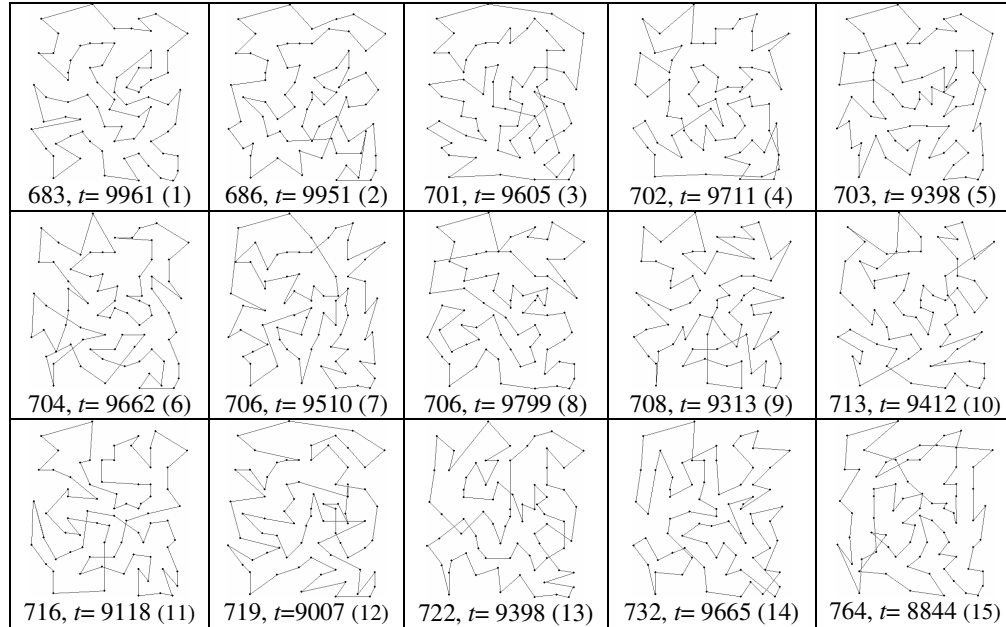 683, t= 9961 (1)
686, t= 9951 (2)
701, t= 9605 (3)
702, t= 9711 (4)
703, t= 9398 (5)
704, t= 9662 (6)
706, t= 9510 (7)
706, t= 9799 (8)
708, t= 9313 (9)
713, t= 9412 (10)
716, t= 9118 (11)
719, t=9007 (12)
722, t= 9398 (13)
732, t= 9665 (14)
764, t= 8844 (15)